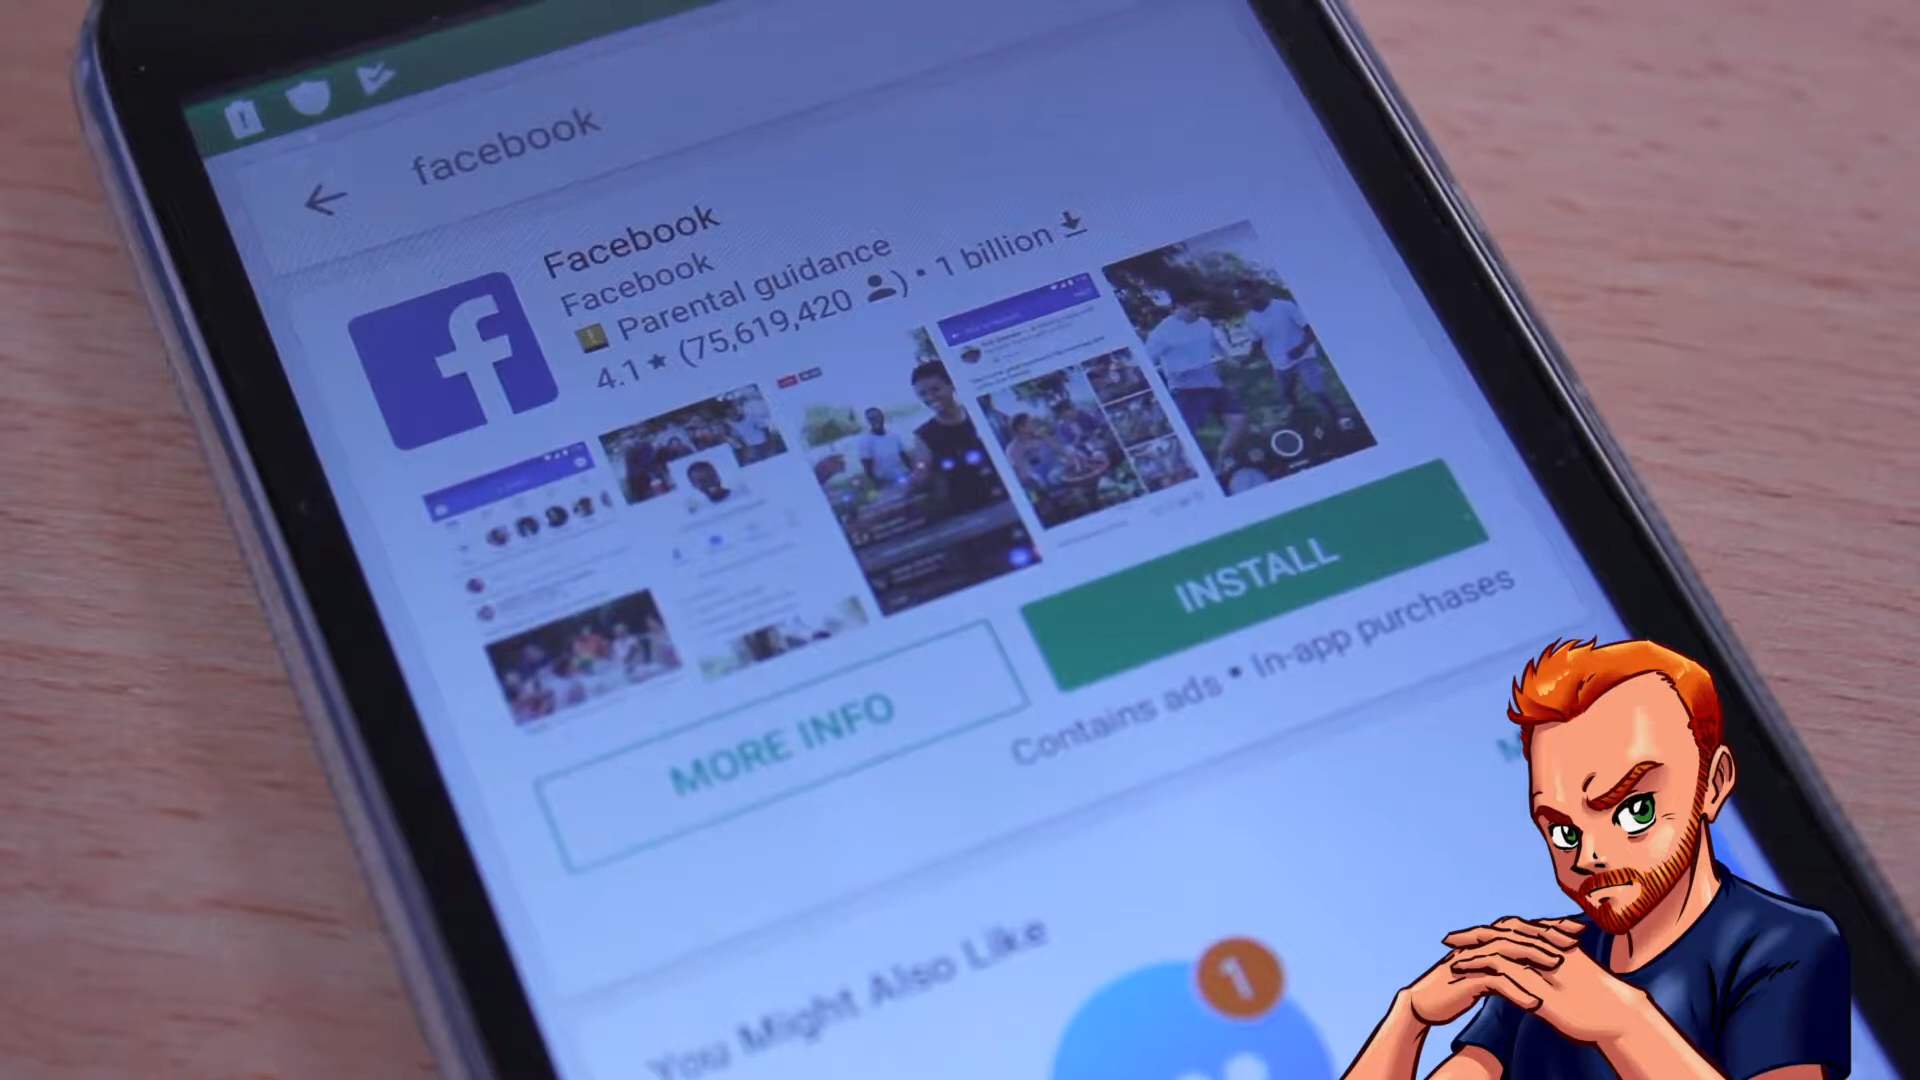 facebook
Facebook
Facebook
Parental guidance
4.1 ★ (75,619,420) • 1 billion
INSTALL
MORE INFO
Contains ads • In-app purchases
You Might Also Like
1